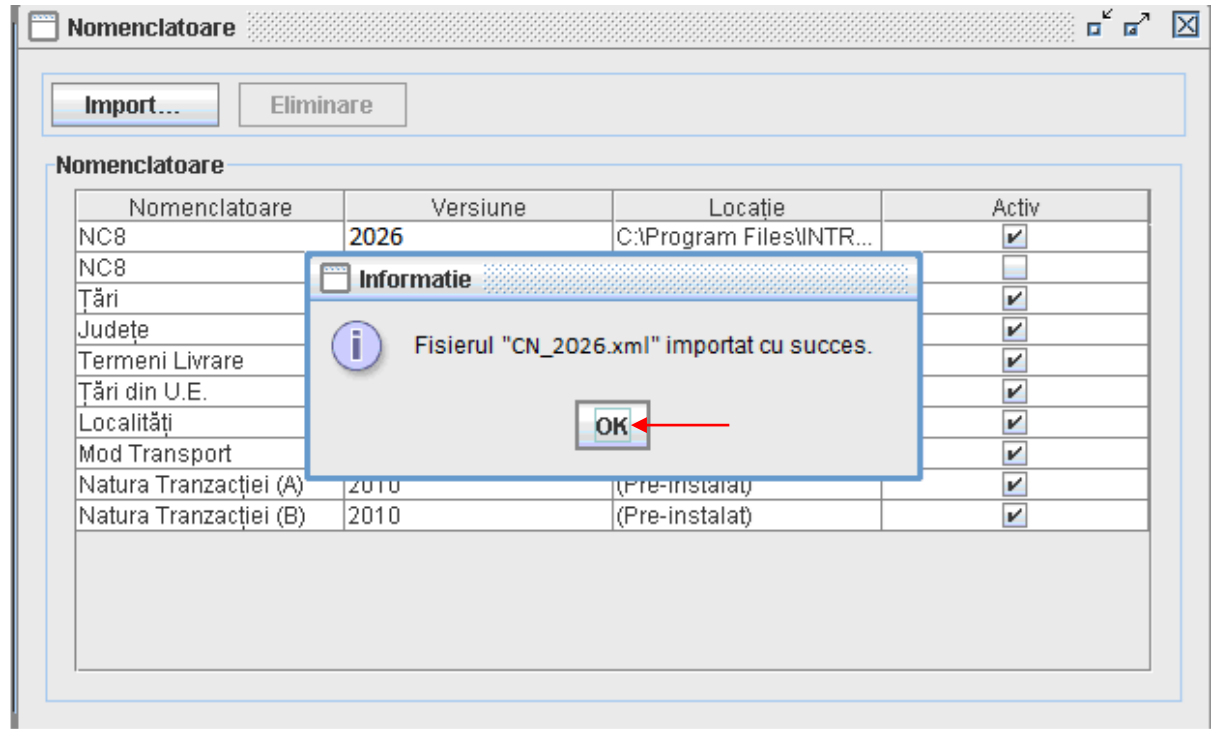 Nomenclatoare
Import... Eliminare
Nomenclatoare
Nomenclatoare Versiune Locație Activ
NC8 2026 C:\Program Files\INTR...
NC8
Țări
Județe
Termeni Livrare
Țări din U.E.
Localități
Mod Transport
Natura Tranzacției (A) 2010 (Pre-instalat)
Natura Tranzacției (B) 2010 (Pre-instalat)
Informatie
Fisierul "CN_2026.xml" importat cu succes.
OK